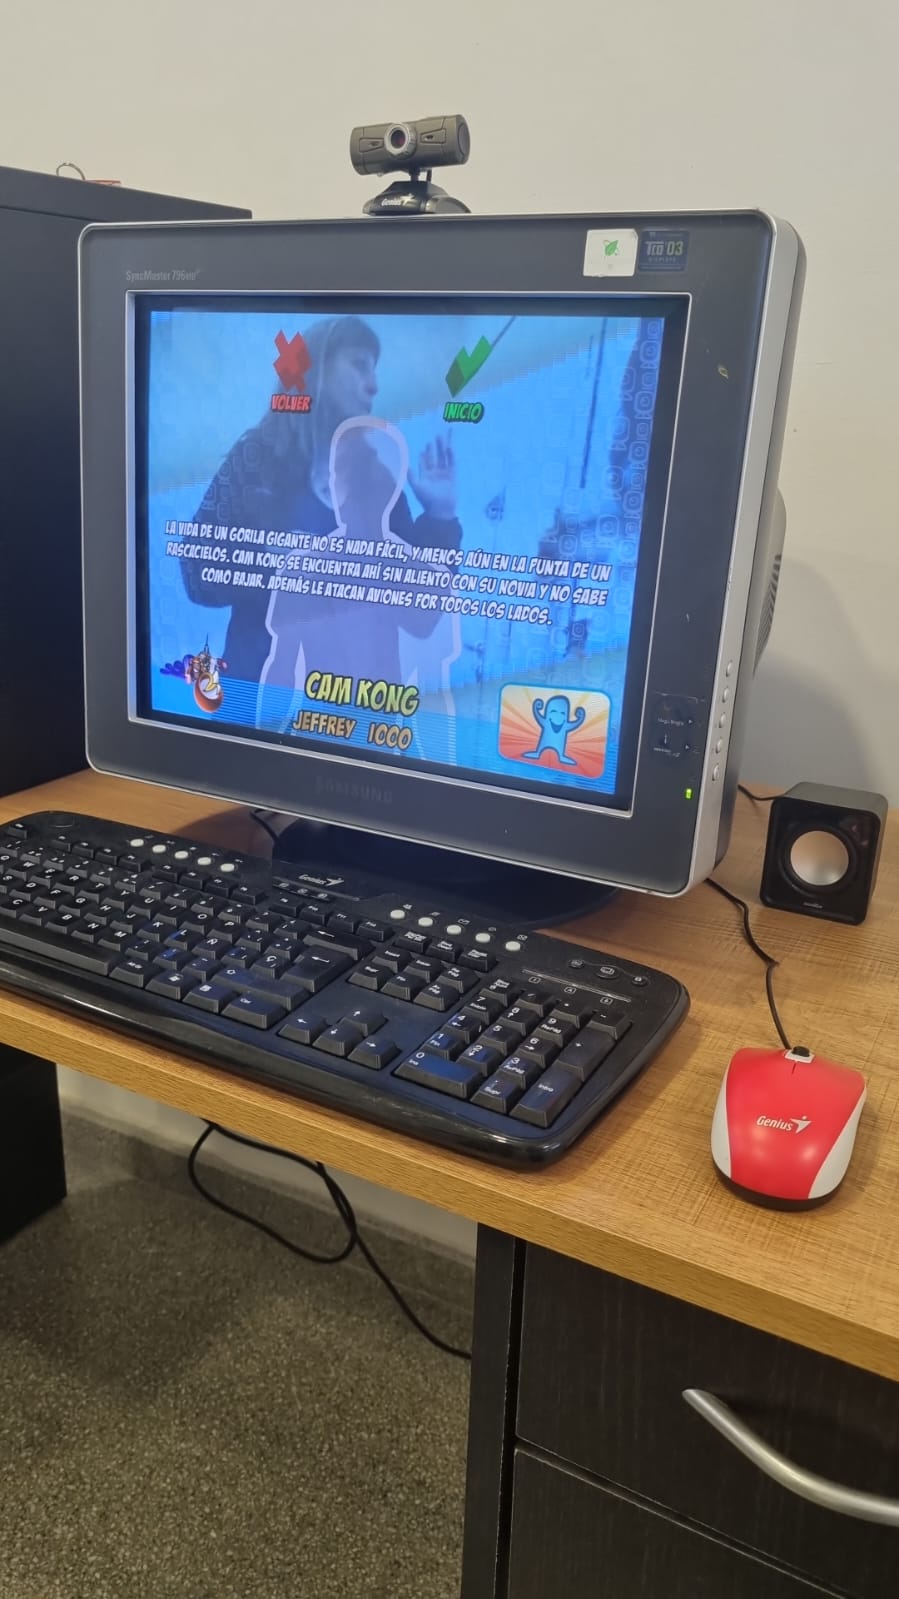 Genius
SyncMaster 796MB
TCO'03
DISPLAYS
VOLVER
INICIO
LA VIDA DE UN GORILA GIGANTE NO ES NADA FÁCIL, Y MENOS AÚN EN LA PUNTA DE UN
RASCACIELOS. CAM KONG SE ENCUENTRA AHÍ SIN ALIENTO CON SU NOVIA Y NO SABE
COMO BAJAR. ADEMÁS LE ATACAN AVIONES POR TODOS LOS LADOS.
CAM KONG
JEFFREY 1000
MagicBright
SAMSUNG
Genius
Genius